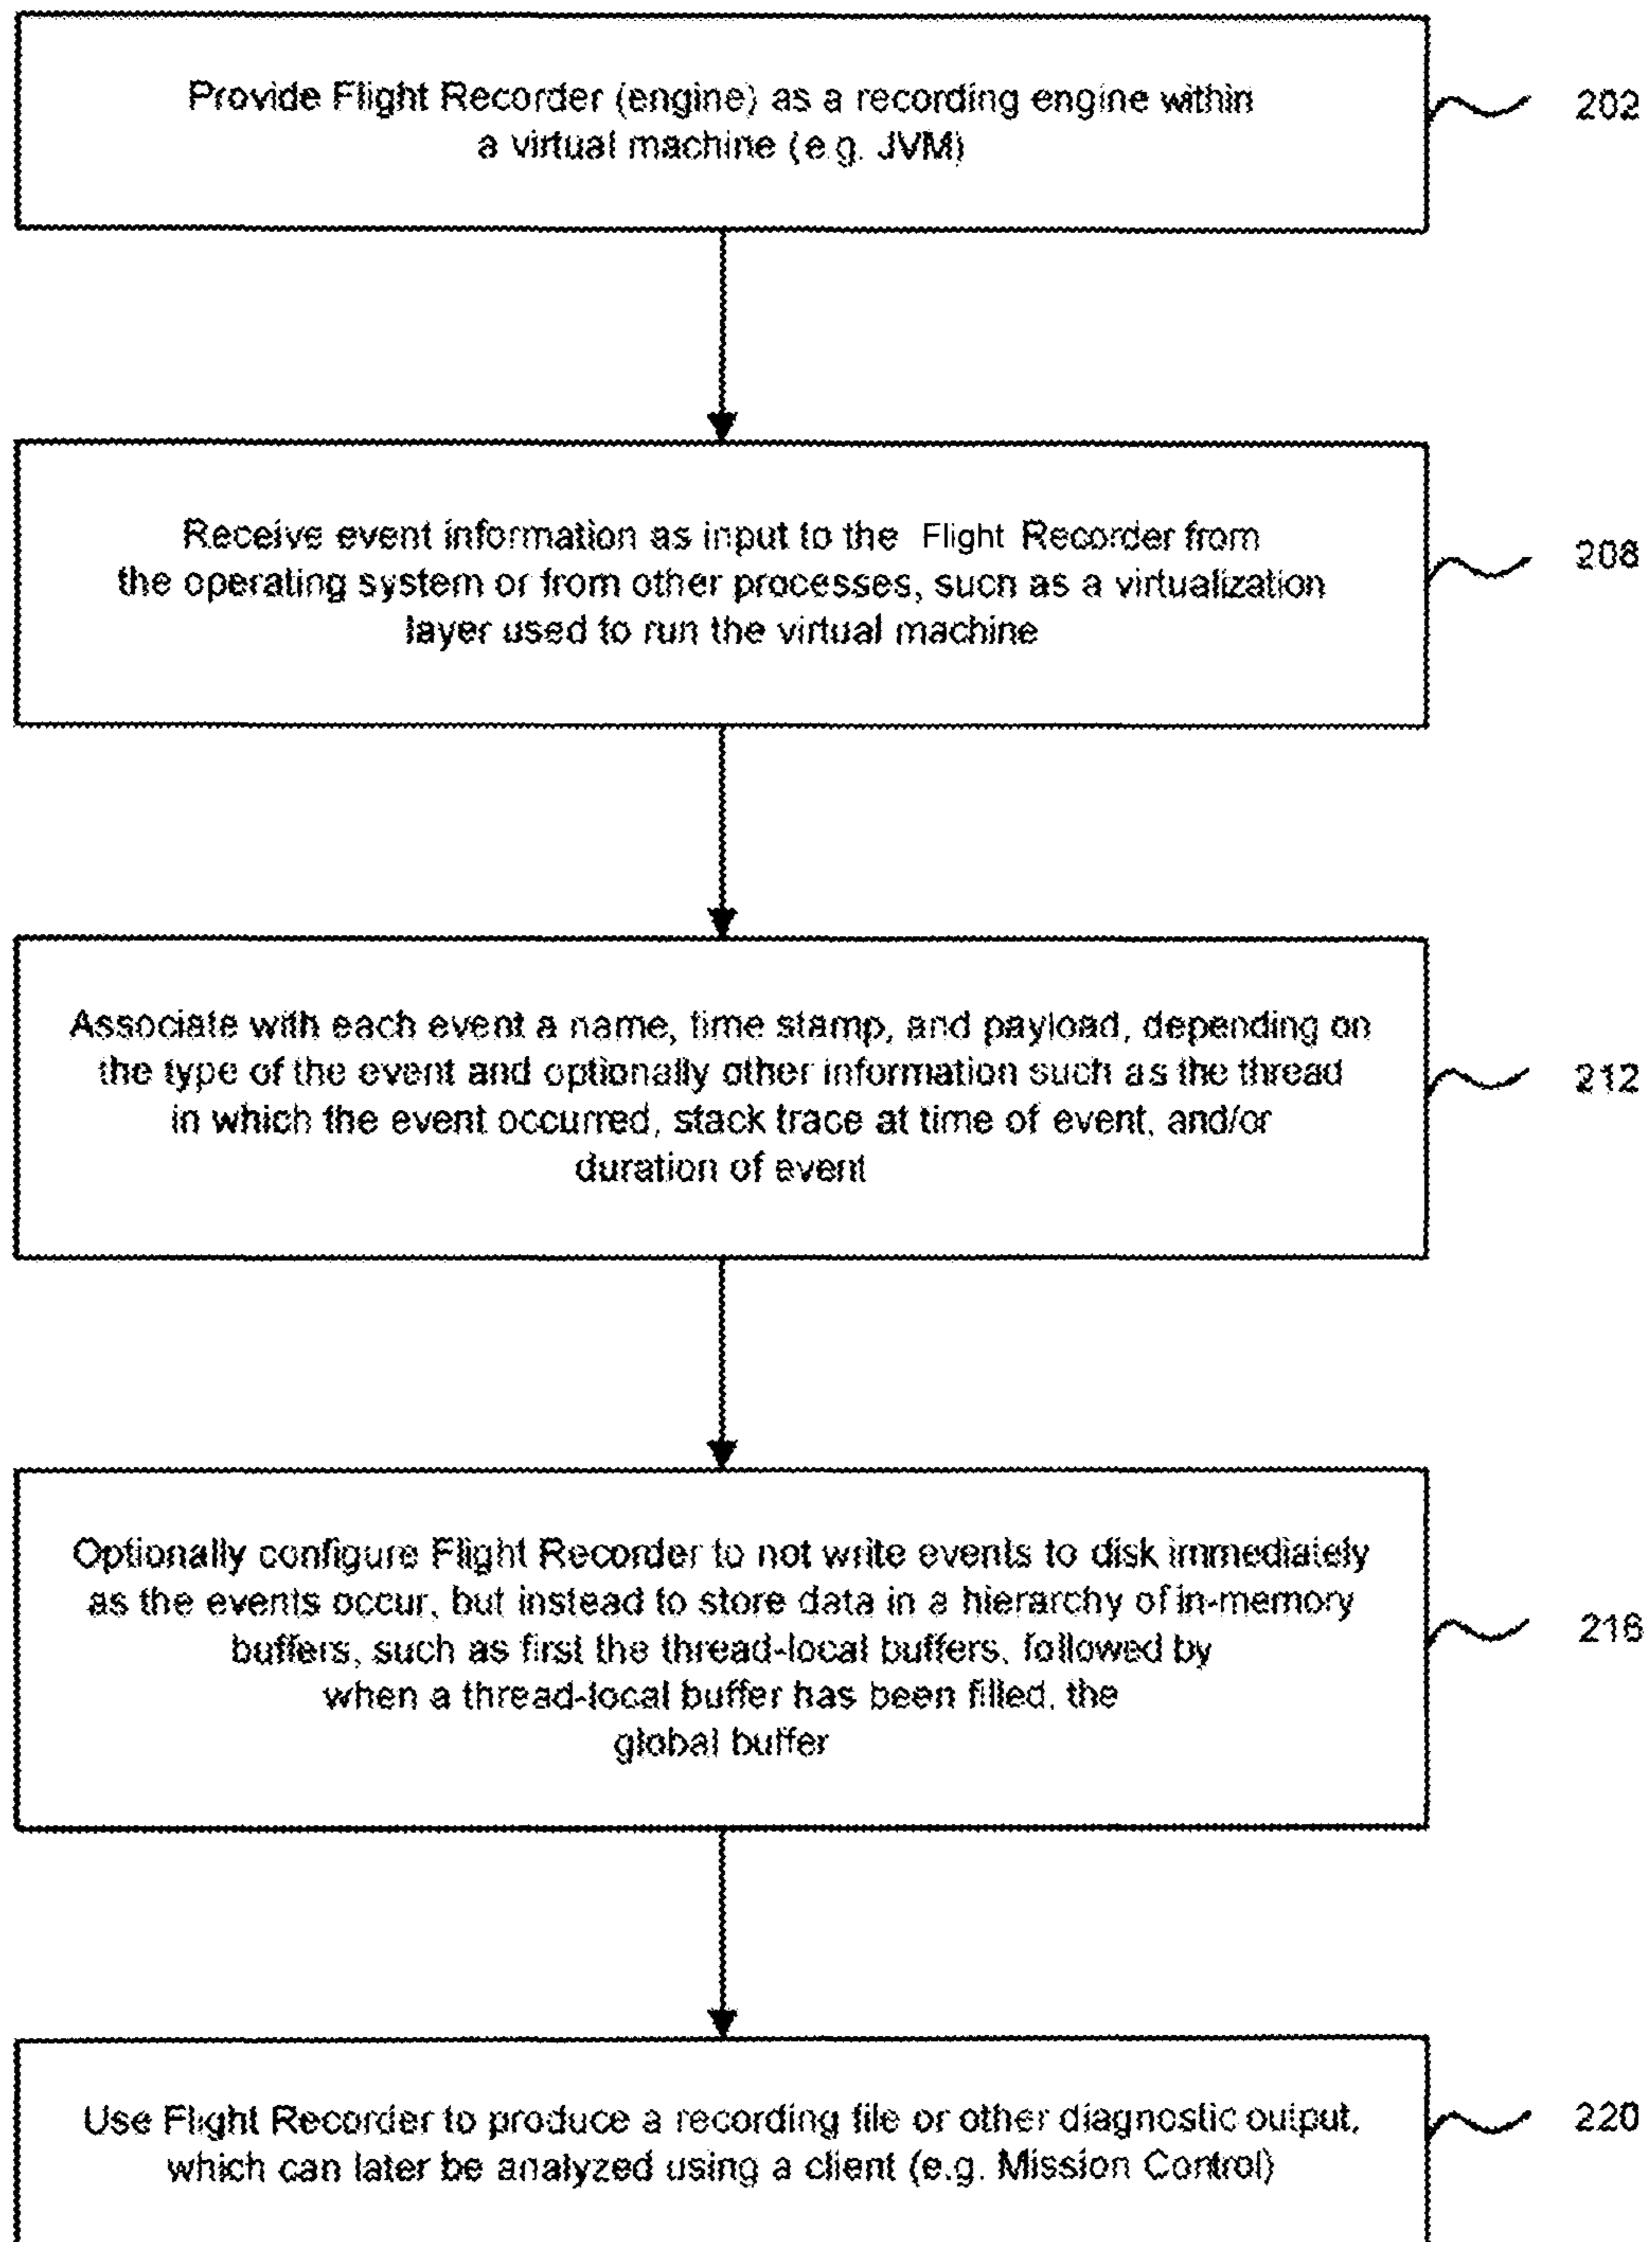 Provide Flight Recorder (engine) as a recording engine within
a virtual machine (e.g. JVM)
202
Receive event information as input to the Flight Recorder from
the operating system or from other processes, such as a virtualization
layer used to run the virtual machine
208
Associate with each event a name, time stamp, and payload, depending on
the type of the event and optionally other information such as the thread
in which the event occurred, stack trace at time of event, and/or
duration of event
212
Optionally configure Flight Recorder to not write events to disk immediately
as the events occur, but instead to store data in a hierarchy of in-memory
buffers, such as first the thread-local buffers, followed by
when a thread-local buffer has been filled, the
global buffer
216
Use Flight Recorder to produce a recording file or other diagnostic output,
which can later be analyzed using a client (e.g. Mission Control)
220